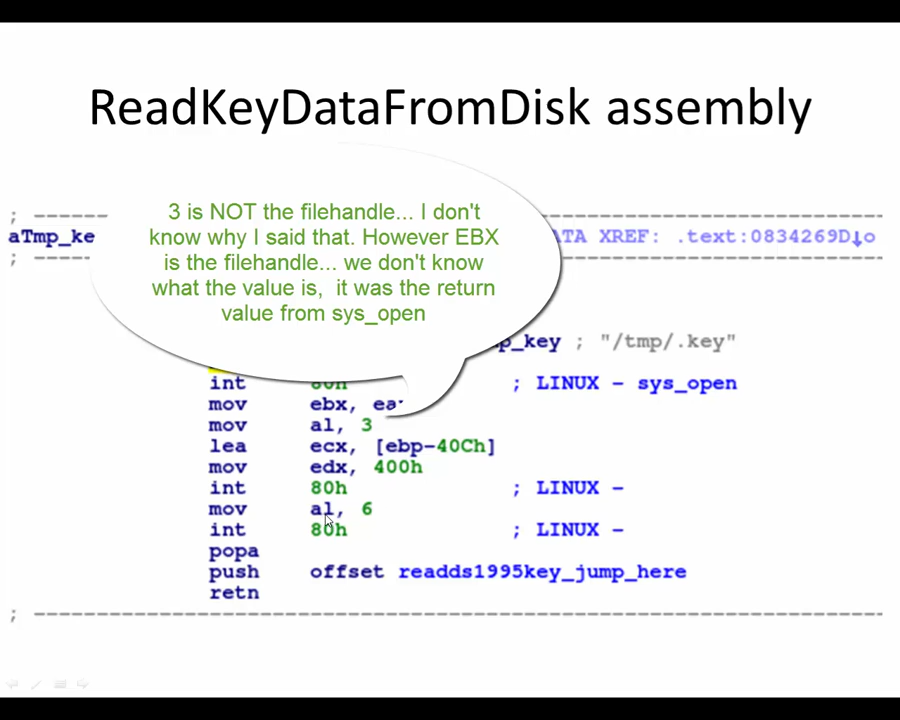 ReadKeyDataFromDisk assembly
3 is NOT the filehandle... I don't
know why I said that. However EBX
is the filehandle... we don't know
what the value is,  it was the return
value from sys_open
; ------- ------------------------------
aTmp_ke TA XREF: .text:0834269D↓o
; ------- ------------------------------
p_key ; "/tmp/.key"
int 80h ; LINUX - sys_open
mov ebx, ea
mov al, 3
lea ecx, [ebp-40Ch]
mov edx, 400h
int 80h ; LINUX -
mov al, 6
int 80h ; LINUX -
popa
push offset readds1995key_jump_here
retn
; ---------------------------------------------------------------------------